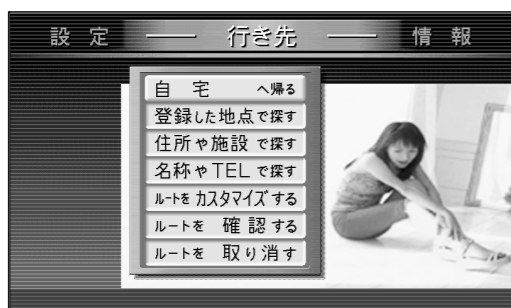 設定 行き先 情報
自宅 へ帰る
登録した地点で探す
住所や施設で探す
名称やTELで探す
ルートをカスタマイズする
ルートを 確認する
ルートを 取り消す